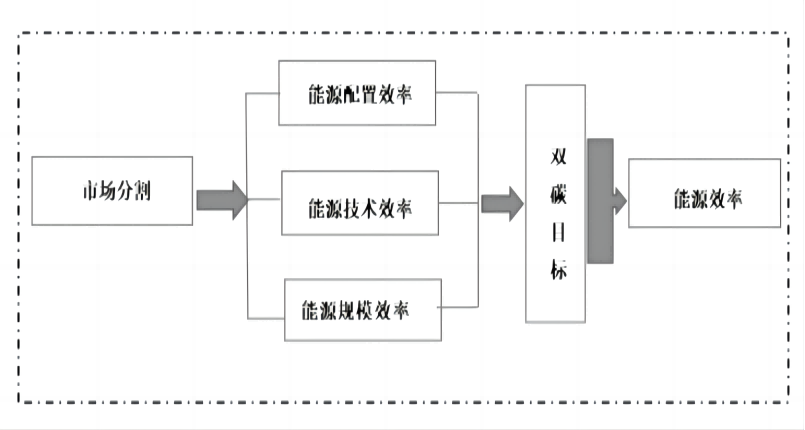 市场分割
能源配置效率
能源技术效率
能源规模效率
双
碳
目
标
能源效率